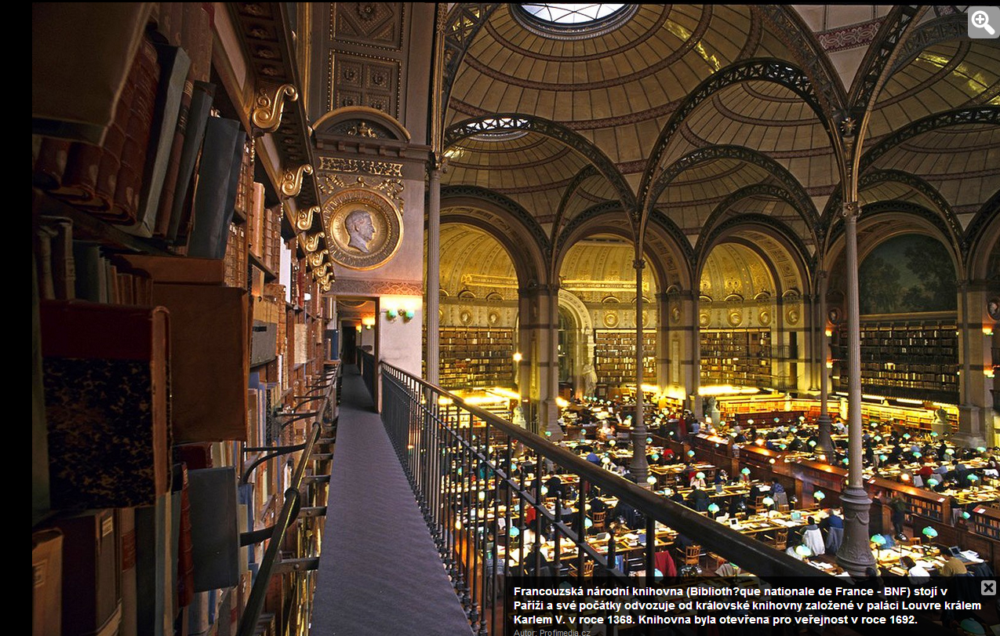 Francouzská národní knihovna (Biblioth?que nationale de France - BNF) stojí v
Paříži a své počátky odvozuje od královské knihovny založené v paláci Louvre králem
Karlem V. v roce 1368. Knihovna byla otevřena pro veřejnost v roce 1692.
Autor: Profimedia.cz